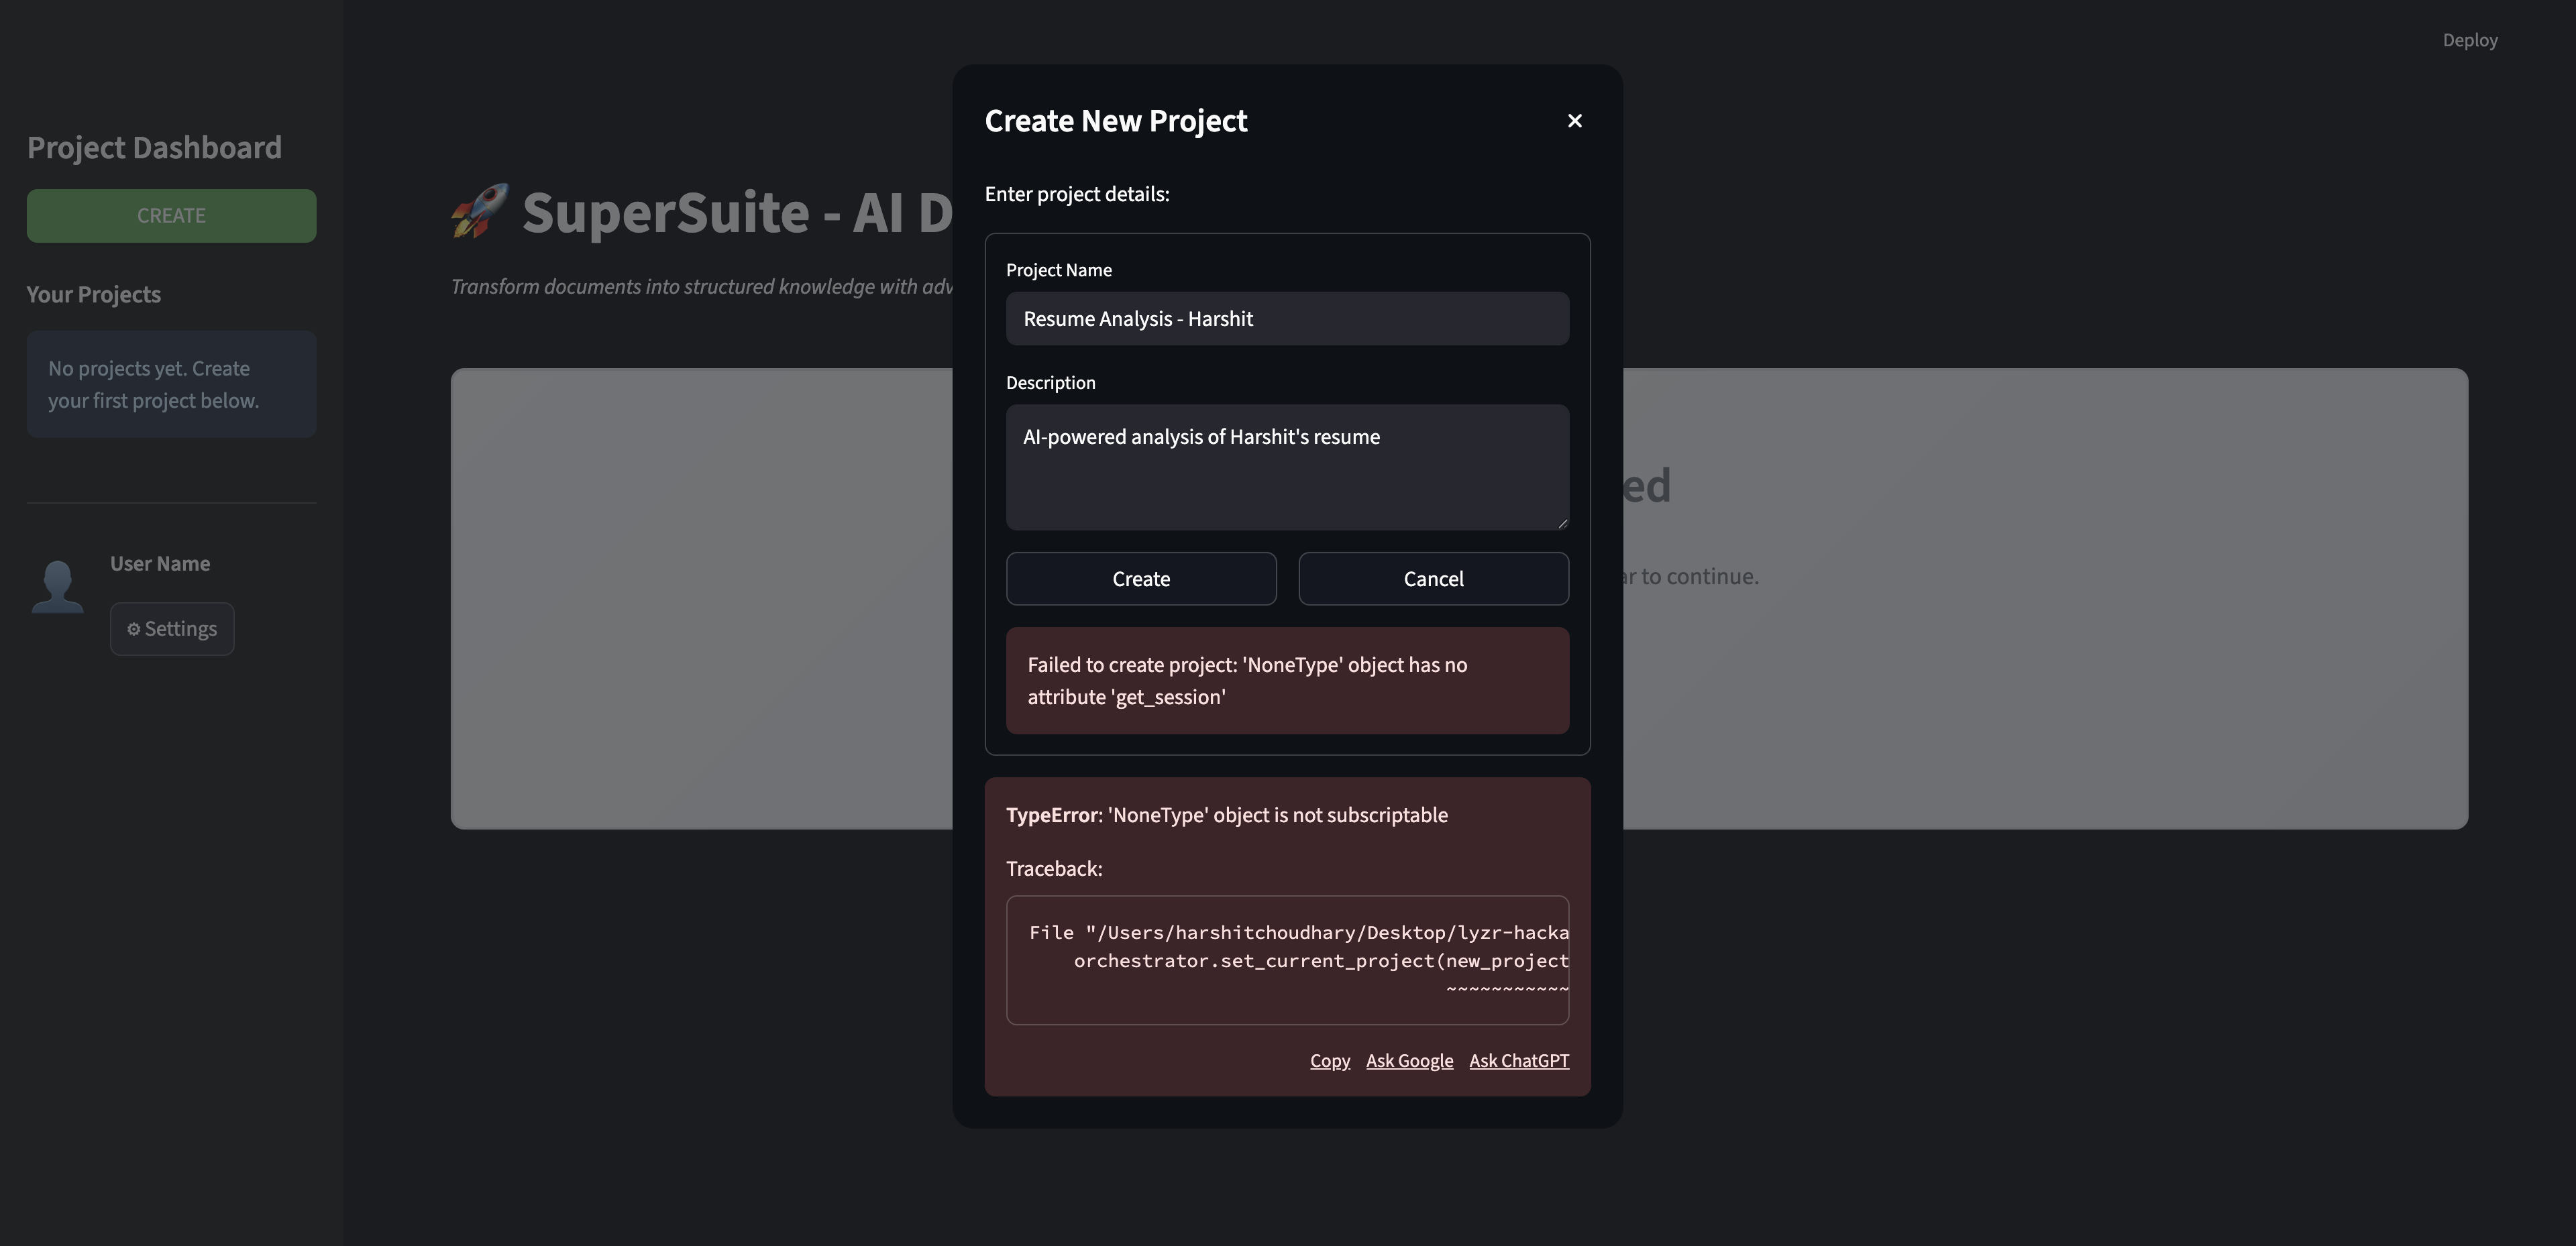 Deploy
Project Dashboard
CREATE
Your Projects
No projects yet. Create
your first project below.
User Name
Settings
SuperSuite - AI D
Transform documents into structured knowledge with adv
ed
ar to continue.
Create New Project
Enter project details:
Project Name
Resume Analysis - Harshit
Description
AI-powered analysis of Harshit's resume
Create
Cancel
Failed to create project: 'NoneType' object has no
attribute 'get_session'
TypeError: 'NoneType' object is not subscriptable
Traceback:
File "/Users/harshitchoudhary/Desktop/lyzr-hacka
orchestrator.set_current_project(new_project
~~~~~~~~~~~
Copy Ask Google Ask ChatGPT